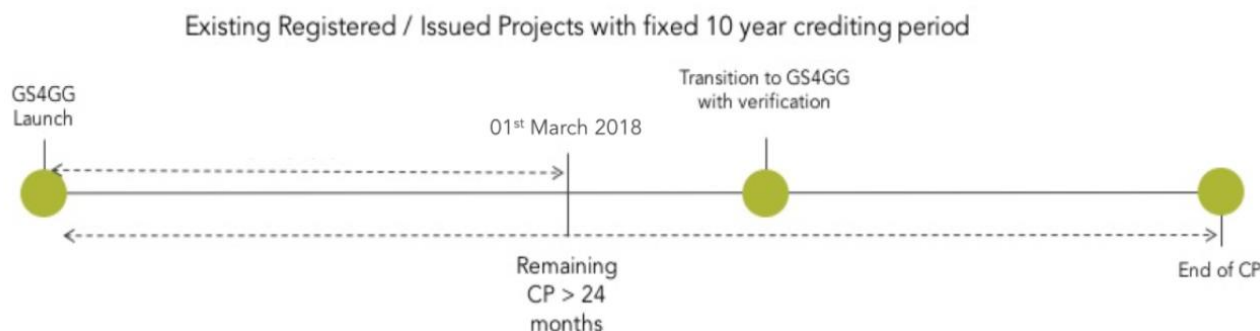 Existing Registered / Issued Projects with fixed 10 year crediting period
GS4GG
Launch
Transition to GS4GG
with verification
01st March 2018
Remaining
CP > 24
months
End of CP